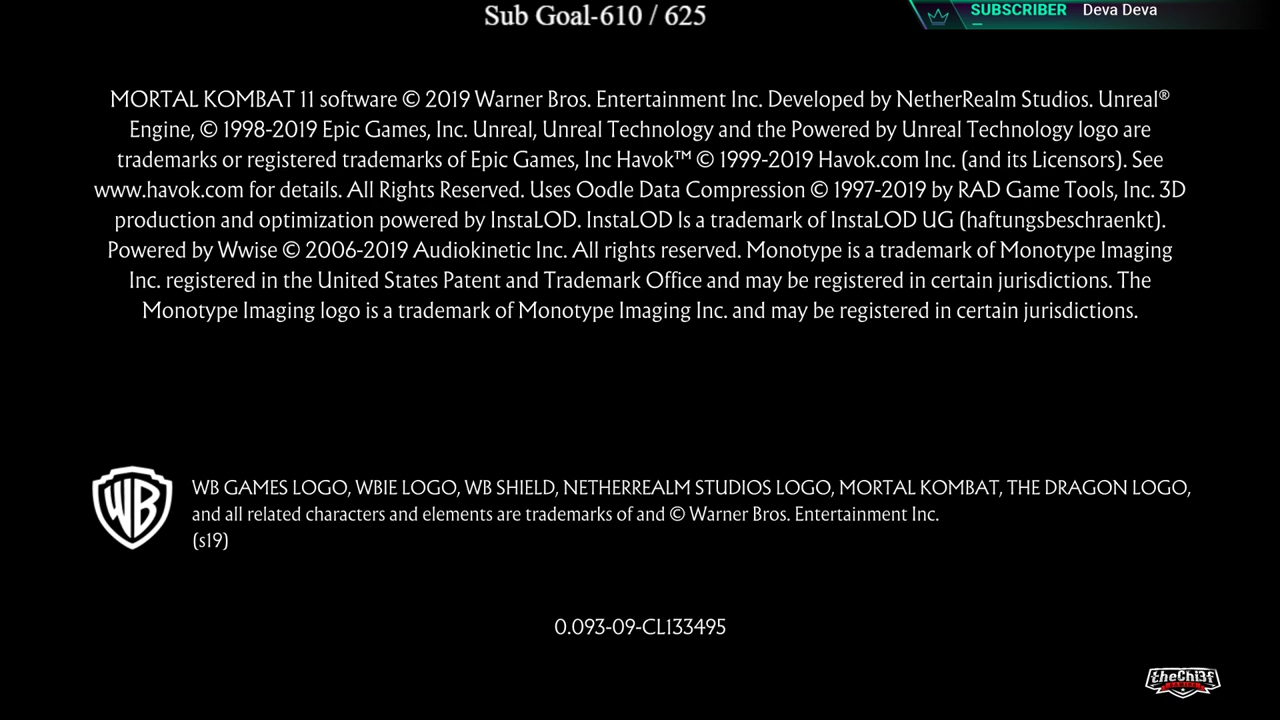 Sub Goal-610 / 625
SUBSCRIBER Deva Deva
MORTAL KOMBAT 11 software © 2019 Warner Bros. Entertainment Inc. Developed by NetherRealm Studios. Unreal®
Engine, © 1998-2019 Epic Games, Inc. Unreal, Unreal Technology and the Powered by Unreal Technology logo are
trademarks or registered trademarks of Epic Games, Inc Havok™ © 1999-2019 Havok.com Inc. (and its Licensors). See
www.havok.com for details. All Rights Reserved. Uses Oodle Data Compression © 1997-2019 by RAD Game Tools, Inc. 3D
production and optimization powered by InstaLOD. InstaLOD Is a trademark of InstaLOD UG (haftungsbeschraenkt).
Powered by Wwise © 2006-2019 Audiokinetic Inc. All rights reserved. Monotype is a trademark of Monotype Imaging
Inc. registered in the United States Patent and Trademark Office and may be registered in certain jurisdictions. The
Monotype Imaging logo is a trademark of Monotype Imaging Inc. and may be registered in certain jurisdictions.
WB
WB GAMES LOGO, WBIE LOGO, WB SHIELD, NETHERREALM STUDIOS LOGO, MORTAL KOMBAT, THE DRAGON LOGO,
and all related characters and elements are trademarks of and © Warner Bros. Entertainment Inc.
(s19)
0.093-09-CL133495
theChi3f
GAMING